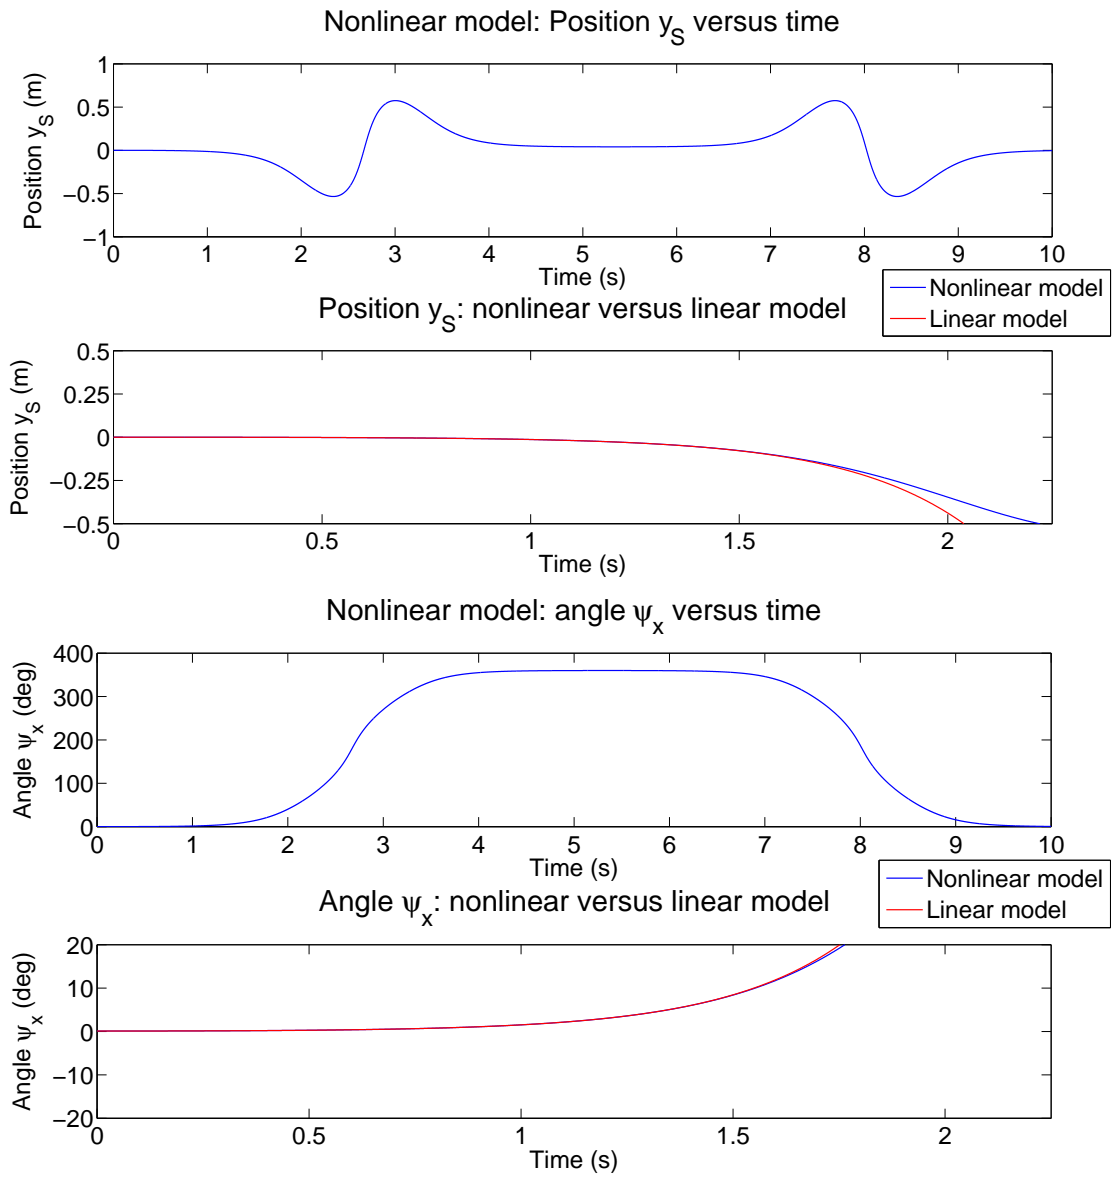 Nonlinear model: Position y_S versus time
Position y_S (m)
1
0.5
0
−0.5
−1
0 1 2 3 4 5 6 7 8 9 10
Time (s)
Nonlinear model
Linear model
Position y_S: nonlinear versus linear model
Position y_S (m)
0.5
0.25
0
−0.25
−0.5
0 0.5 1 1.5 2
Time (s)
Nonlinear model: angle ψ_x versus time
Angle ψ_x (deg)
400
300
200
100
0
0 1 2 3 4 5 6 7 8 9 10
Time (s)
Nonlinear model
Linear model
Angle ψ_x: nonlinear versus linear model
Angle ψ_x (deg)
20
10
0
−10
−20
0 0.5 1 1.5 2
Time (s)